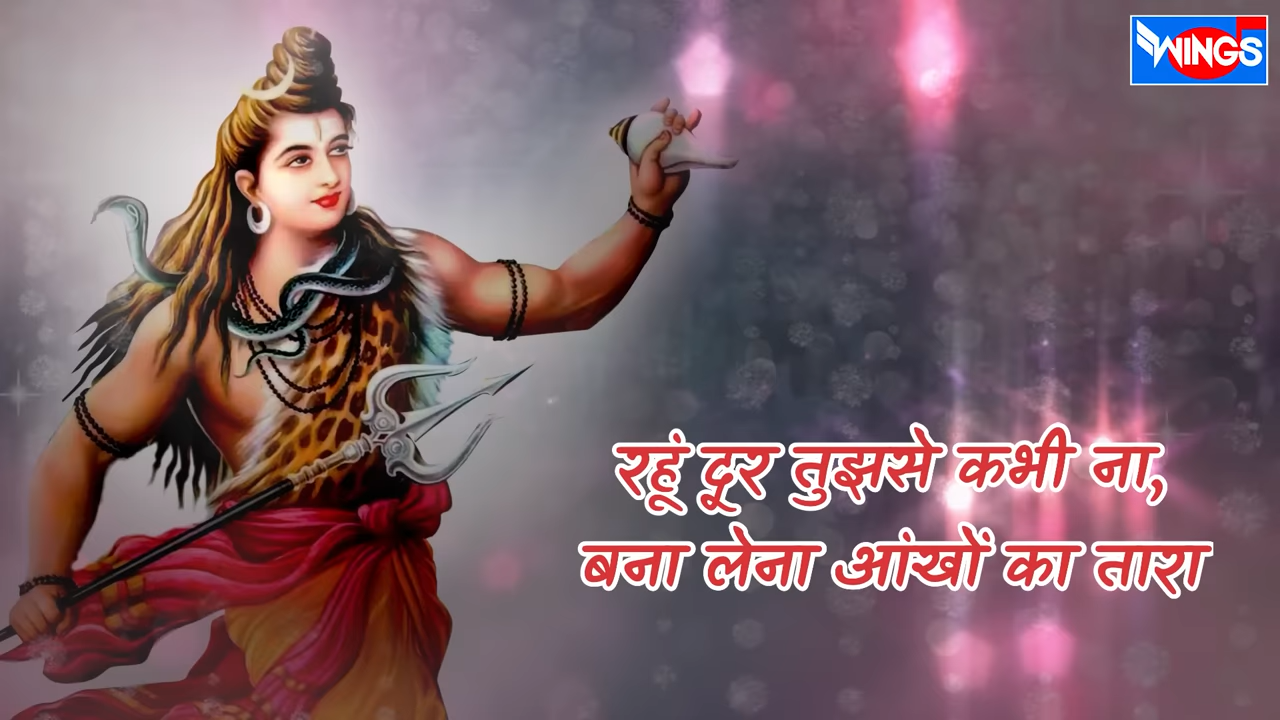 WINGS
रहूं दूर तुझसे कभी ना,
बना लेना आंखों का तारा